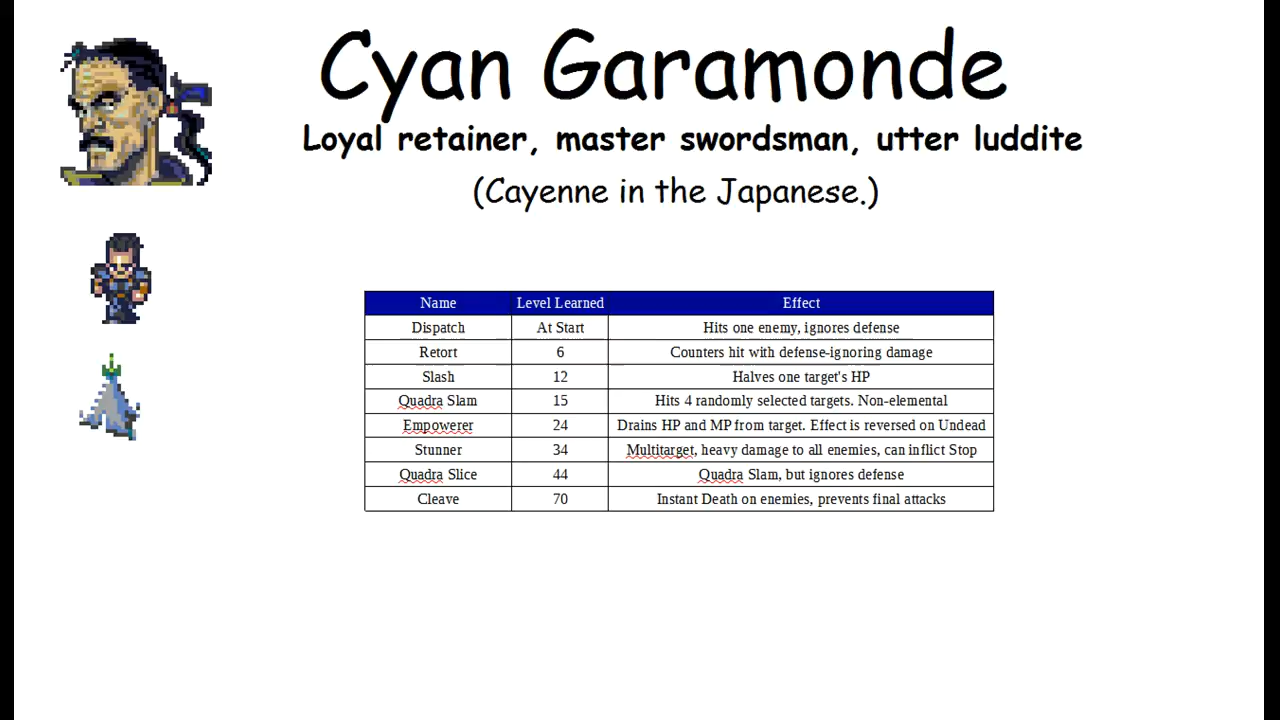 Cyan Garamonde
Loyal retainer, master swordsman, utter luddite
(Cayenne in the Japanese.)
Name Level Learned Effect
Dispatch At Start Hits one enemy, ignores defense
Retort 6 Counters hit with defense-ignoring damage
Slash 12 Halves one target's HP
Quadra Slam 15 Hits 4 randomly selected targets. Non-elemental
Empowerer 24 Drains HP and MP from target. Effect is reversed on Undead
Stunner 34 Multitarget, heavy damage to all enemies, can inflict Stop
Quadra Slice 44 Quadra Slam, but ignores defense
Cleave 70 Instant Death on enemies, prevents final attacks